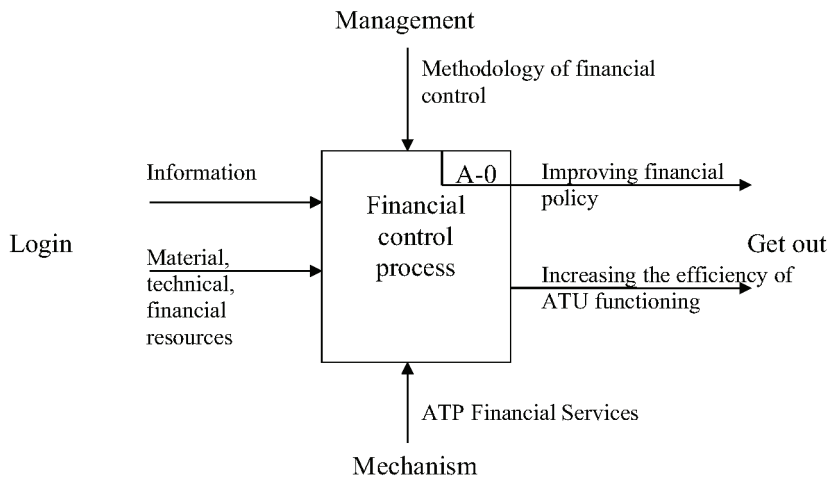 Management
Methodology of financial
control
Information
A-0
Improving financial
policy
Financial
control
process
Login
Get out
Material,
technical,
financial
resources
Increasing the efficiency of
ATU functioning
ATP Financial Services
Mechanism